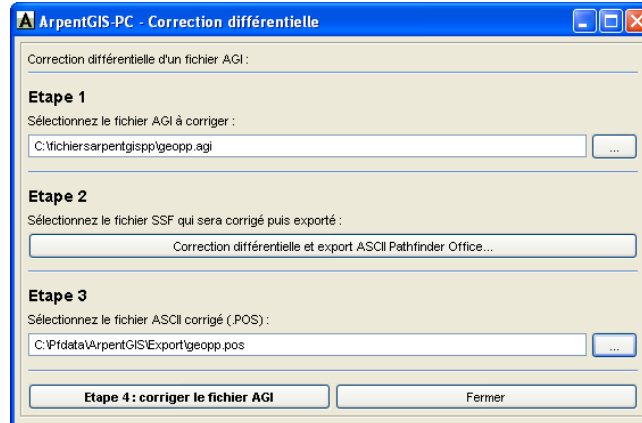 ArpentGIS-PC - Correction différentielle
Correction différentielle d'un fichier AGI :
Etape 1
Sélectionnez le fichier AGI à corriger :
C:\fichiersarpentgispp\geopp.agi
...
Etape 2
Sélectionnez le fichier SSF qui sera corrigé puis exporté :
Correction différentielle et export ASCII Pathfinder Office...
Etape 3
Sélectionnez le fichier ASCII corrigé (.POS) :
C:\Pfdata\ArpentGIS\Export\geopp.pos
...
Etape 4 : corriger le fichier AGI
Fermer